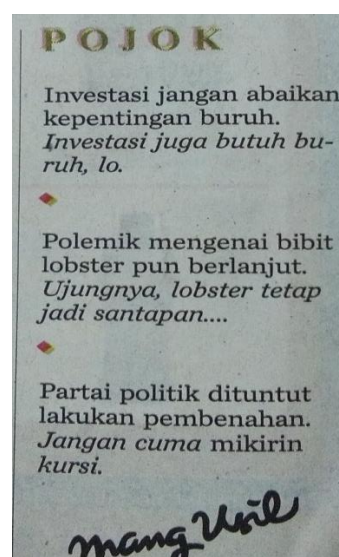 POJOK
Investasi jangan abaikan
kepentingan buruh.
Investasi juga butuh bu-
ruh, lo.
Polemik mengenai bibit
lobster pun berlanjut.
Ujungnya, lobster tetap
jadi santapan....
Partai politik dituntut
lakukan pembenahan.
Jangan cuma mikirin
kursi.
mang Usil